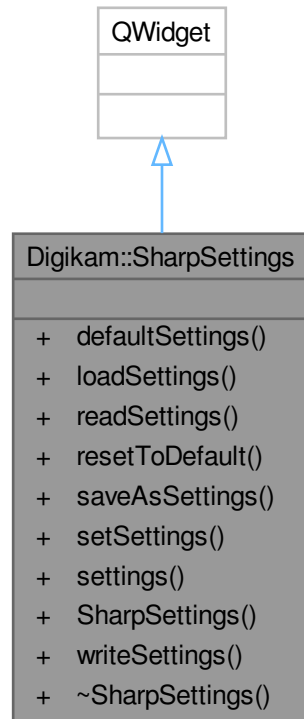 QWidget
Digikam::SharpSettings
+ defaultSettings()
+ loadSettings()
+ readSettings()
+ resetToDefault()
+ saveAsSettings()
+ setSettings()
+ settings()
+ SharpSettings()
+ writeSettings()
+ ~SharpSettings()